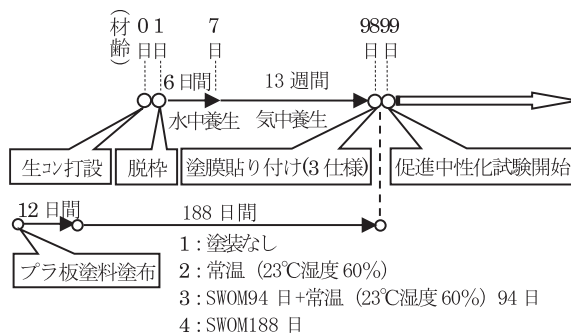 (材齢) 0日 1日 7日 98日 99日
6日間 13週間
水中養生 気中養生
生コン打設 脱枠 塗膜貼り付け(3仕様) 促進中性化試験開始
12日間 188日間
プラ板塗料塗布
1:塗装なし
2:常温（23℃湿度60%）
3:SWOM94日+常温（23℃湿度60%）94日
4:SWOM188日